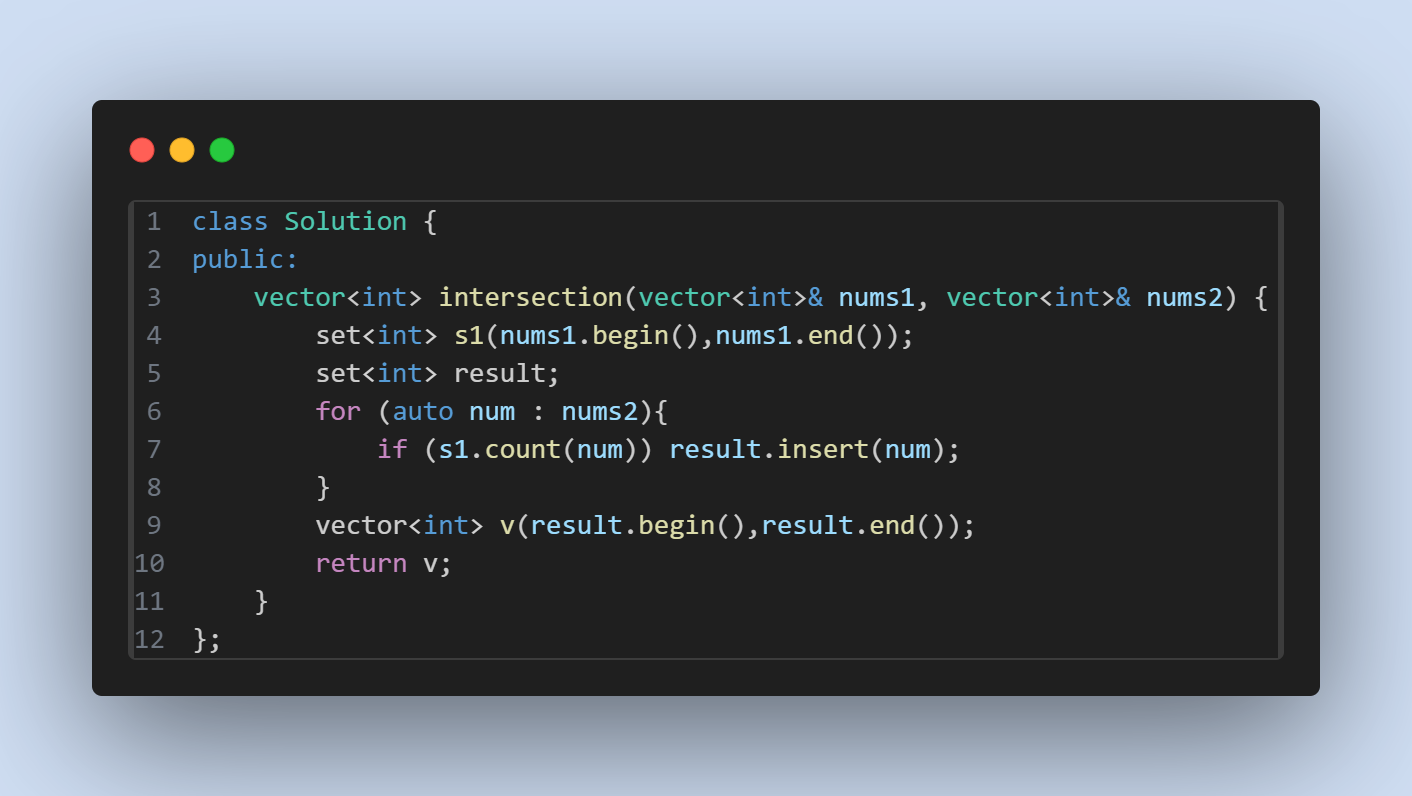 1 class Solution {
2 public:
3     vector<int> intersection(vector<int>& nums1, vector<int>& nums2) {
4         set<int> s1(nums1.begin(),nums1.end());
5         set<int> result;
6         for (auto num : nums2){
7             if (s1.count(num)) result.insert(num);
8         }
9         vector<int> v(result.begin(),result.end());
10         return v;
11     }
12 };